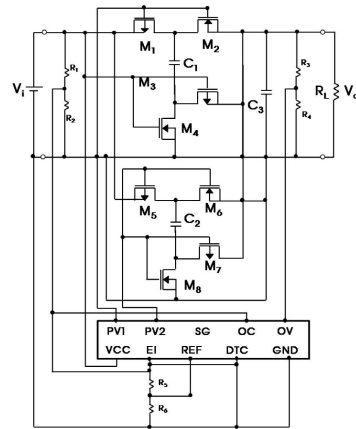 M₁
M₂
R₁
C₁
R₃
Vᵢ
M₃
C₃
R_L
Vₒ
R₂
R₄
M₄
M₅
M₆
C₂
M₇
M₈
PV1 PV2 SG OC OV
VCC EI REF DTC GND
R₅
R₆